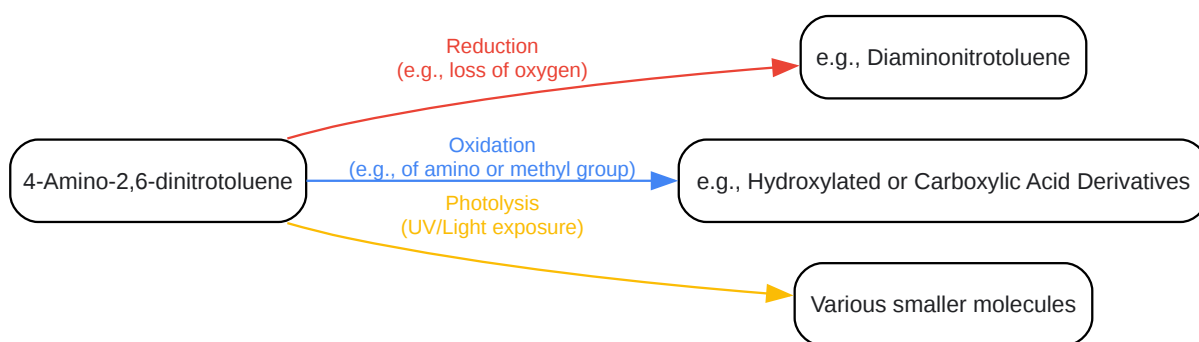 Reduction
(e.g., loss of oxygen)
e.g., Diaminonitrotoluene
4-Amino-2,6-dinitrotoluene
Oxidation
(e.g., of amino or methyl group)
e.g., Hydroxylated or Carboxylic Acid Derivatives
Photolysis
(UV/Light exposure)
Various smaller molecules